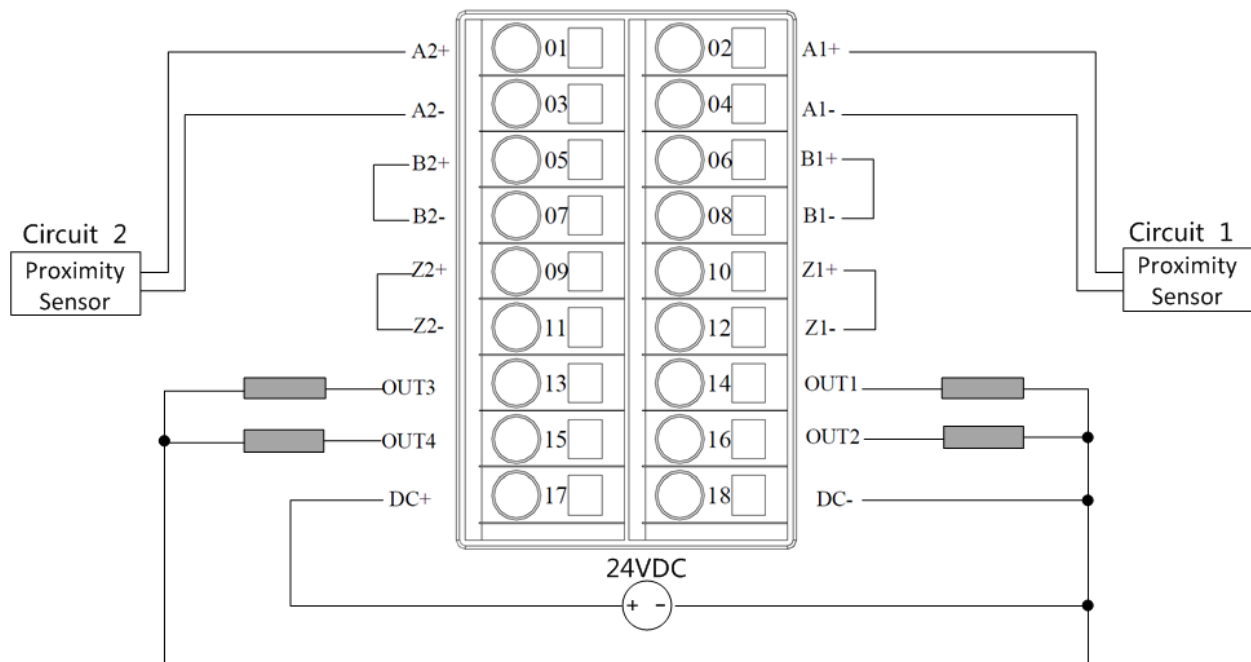 A2+ 01 02 A1+
A2- 03 04 A1-
B2+ 05 06 B1+
B2- 07 08 B1-
Circuit 2
Proximity
Sensor
Circuit 1
Proximity
Sensor
Z2+ 09 10 Z1+
Z2- 11 12 Z1-
OUT3 13 14 OUT1
OUT4 15 16 OUT2
DC+ 17 18 DC-
24VDC
+ -